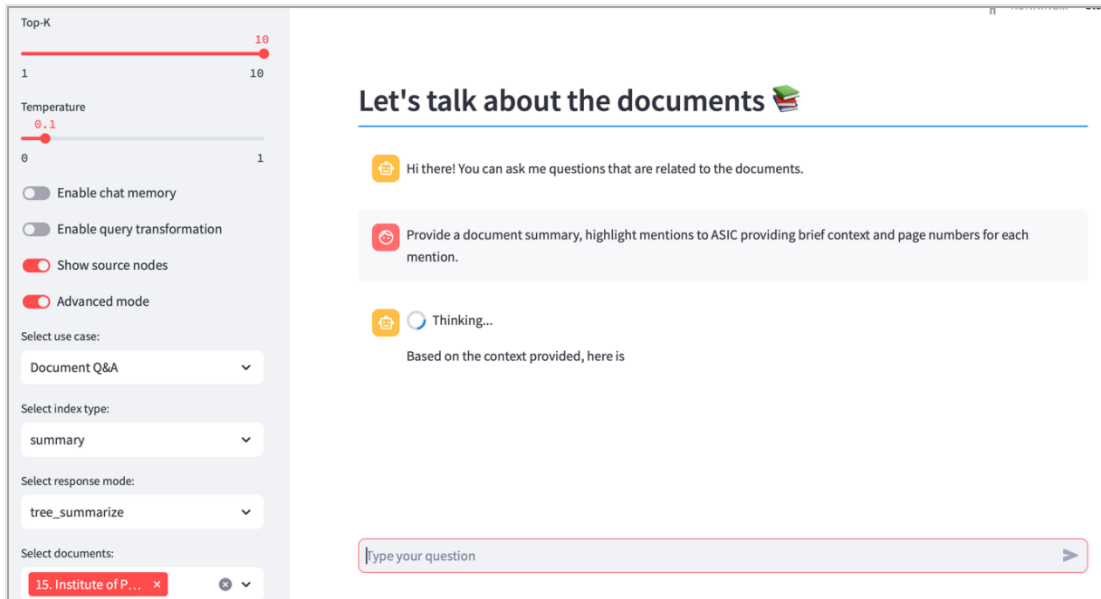 Top-K
10
1 10
Temperature
0.1
0 1
Enable chat memory
Enable query transformation
Show source nodes
Advanced mode
Select use case:
Document Q&A
Select index type:
summary
Select response mode:
tree_summarize
Select documents:
15. Institute of P... ×
Let's talk about the documents
Hi there! You can ask me questions that are related to the documents.
Provide a document summary, highlight mentions to ASIC providing brief context and page numbers for each
mention.
Thinking...
Based on the context provided, here is
Type your question